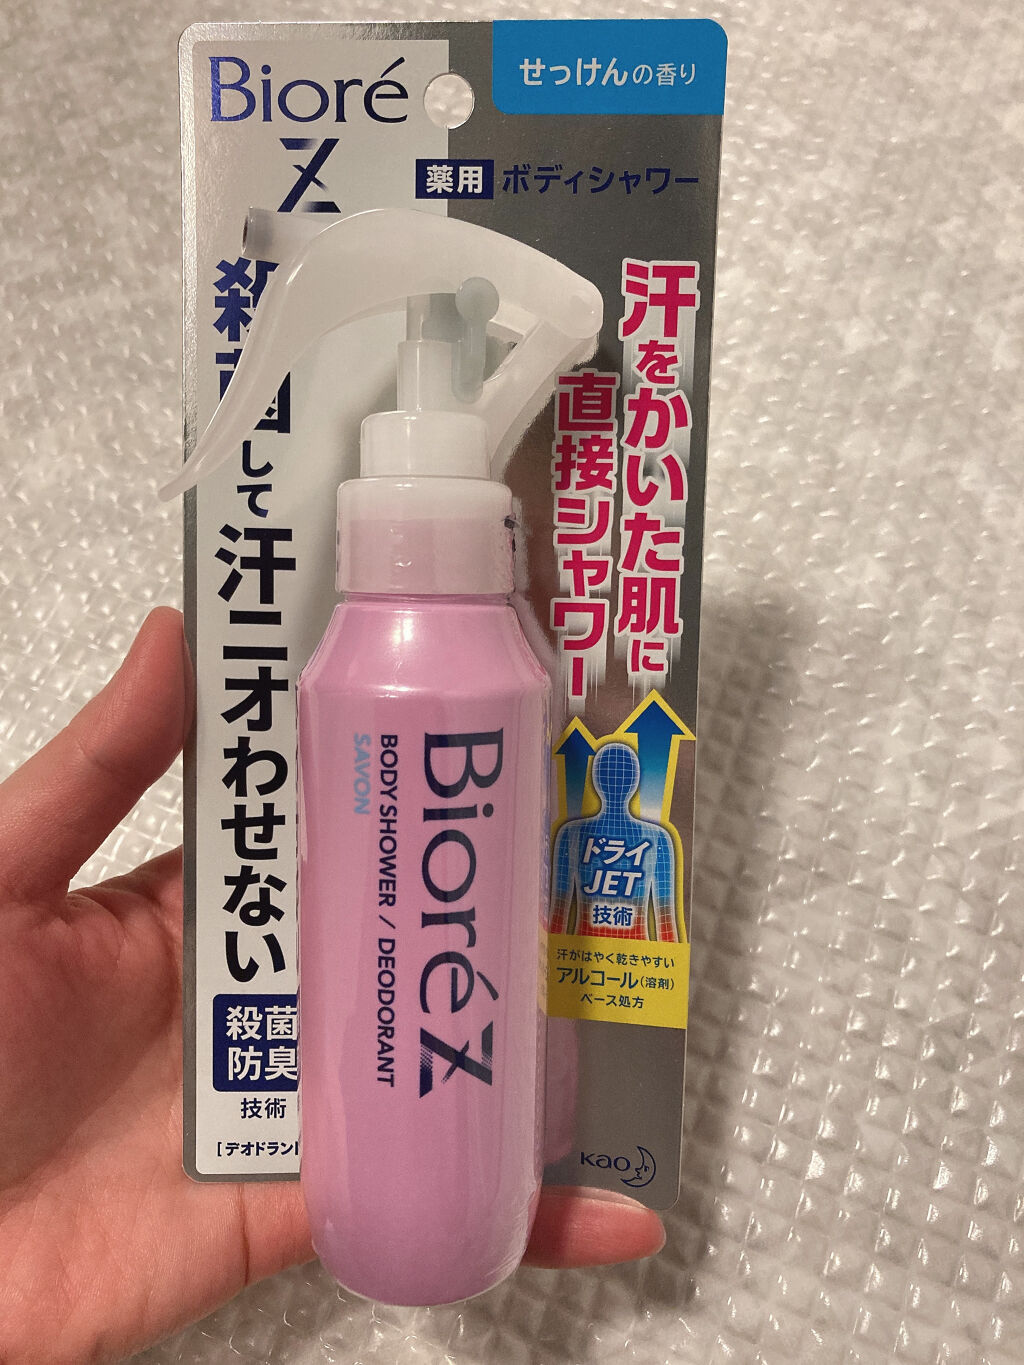 Bioré
Z
せっけんの香り
薬用 ボディシャワー
殺菌して汗ニオわせない
汗をかいた肌に
直接シャワー
ドライ
JET
技術
汗がはやく乾きやすい
アルコール(溶剤)
ベース処方
BioréZ
BODY SHOWER / DEODORANT
SAVON
殺菌
防臭
技術
[デオドラント
Kao